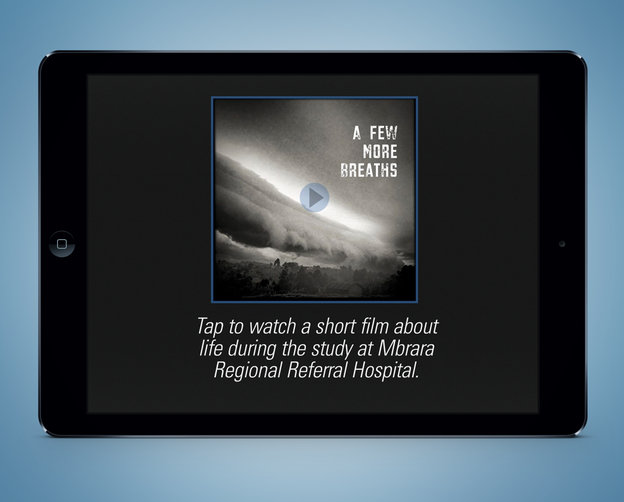 A FEW
MORE
BREATHS
Tap to watch a short film about
life during the study at Mbrara
Regional Referral Hospital.